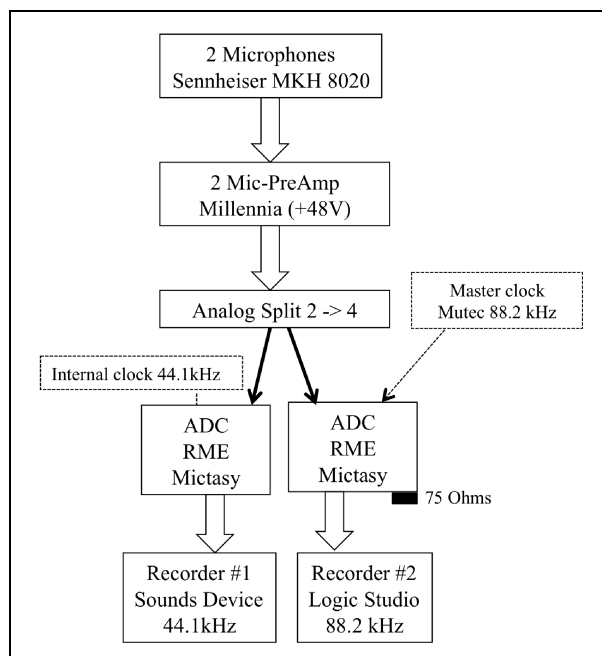 2 Microphones
Sennheiser MKH 8020
2 Mic-PreAmp
Millennia (+48V)
Analog Split 2 -> 4
Master clock
Mutec 88.2 kHz
Internal clock 44.1kHz
ADC
RME
Mictasy
ADC
RME
Mictasy
75 Ohms
Recorder #1
Sounds Device
44.1kHz
Recorder #2
Logic Studio
88.2 kHz